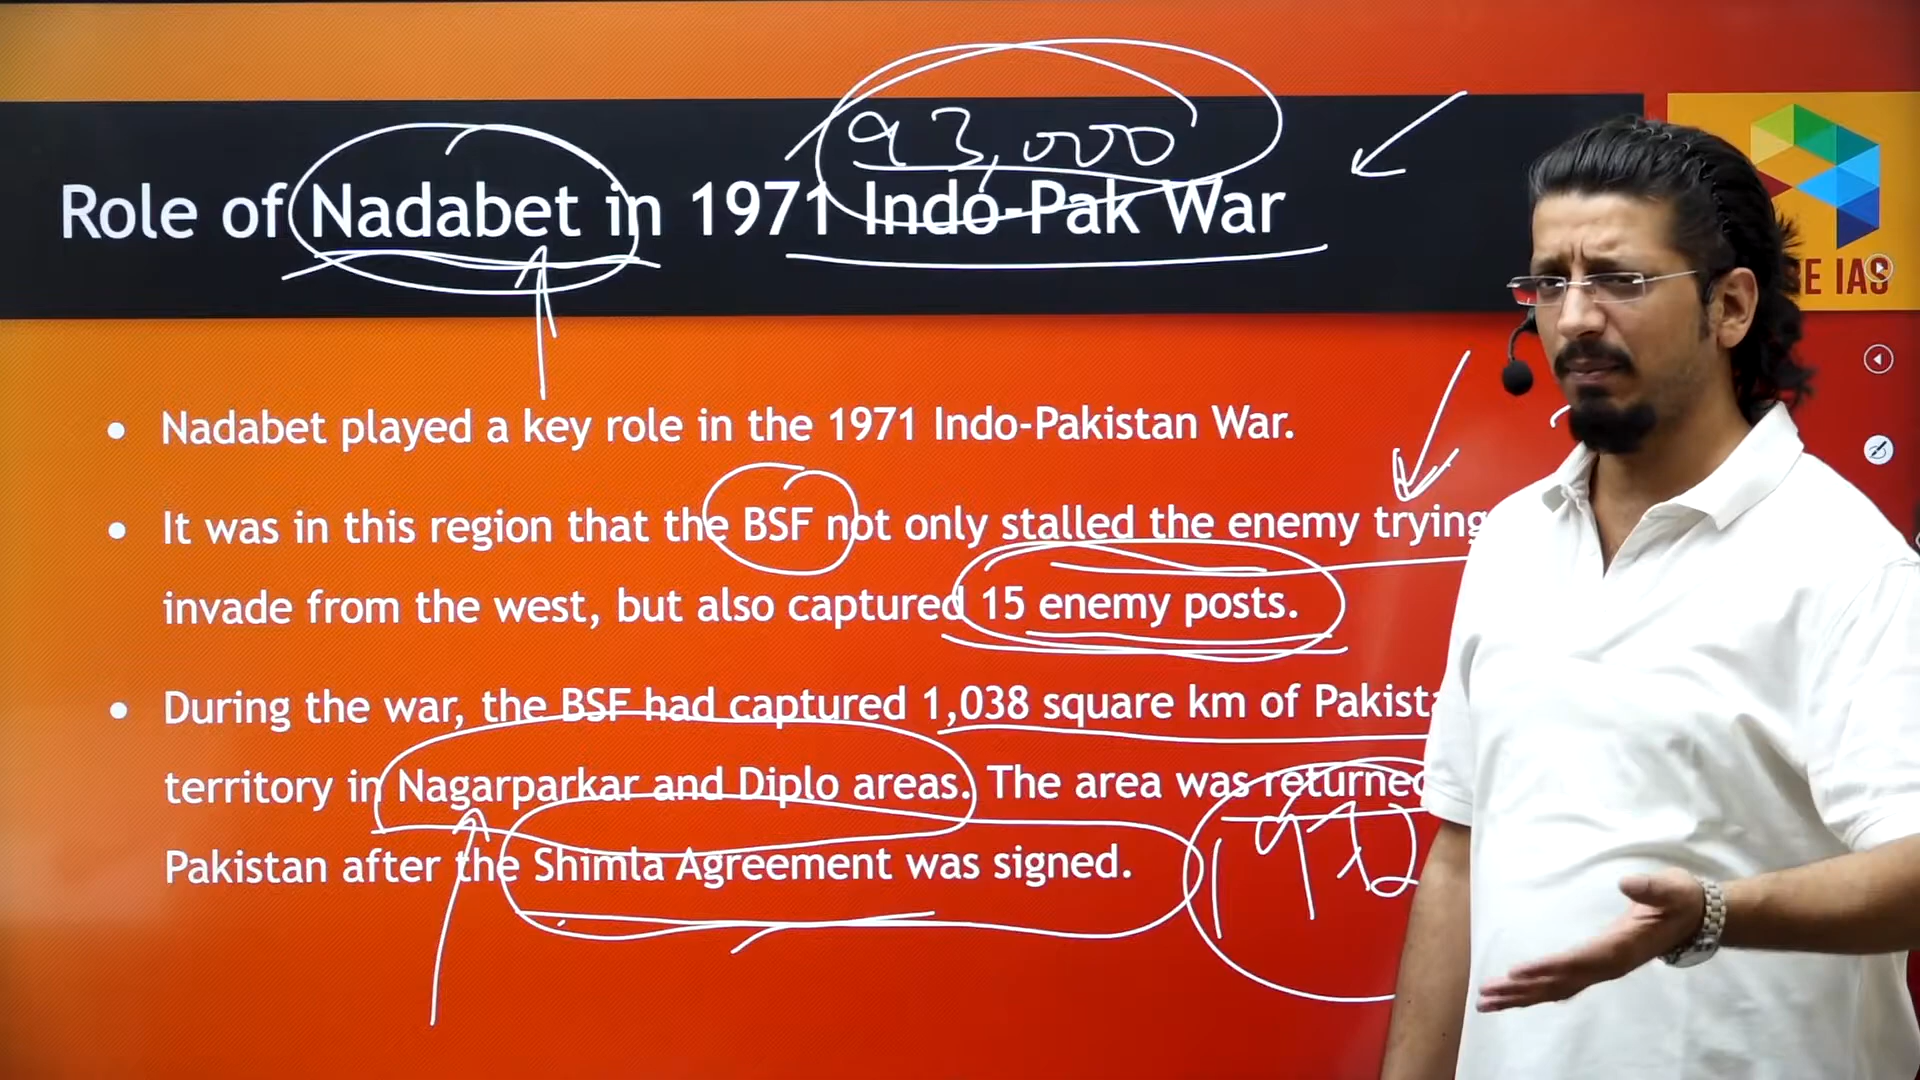 93,000
Role of Nadabet in 1971 Indo-Pak War
E IAS
• Nadabet played a key role in the 1971 Indo-Pakistan War.
• It was in this region that the BSF not only stalled the enemy trying
invade from the west, but also captured 15 enemy posts.
• During the war, the BSF had captured 1,038 square km of Pakist
territory in Nagarparkar and Diplo areas. The area was returned
Pakistan after the Shimla Agreement was signed.
1972